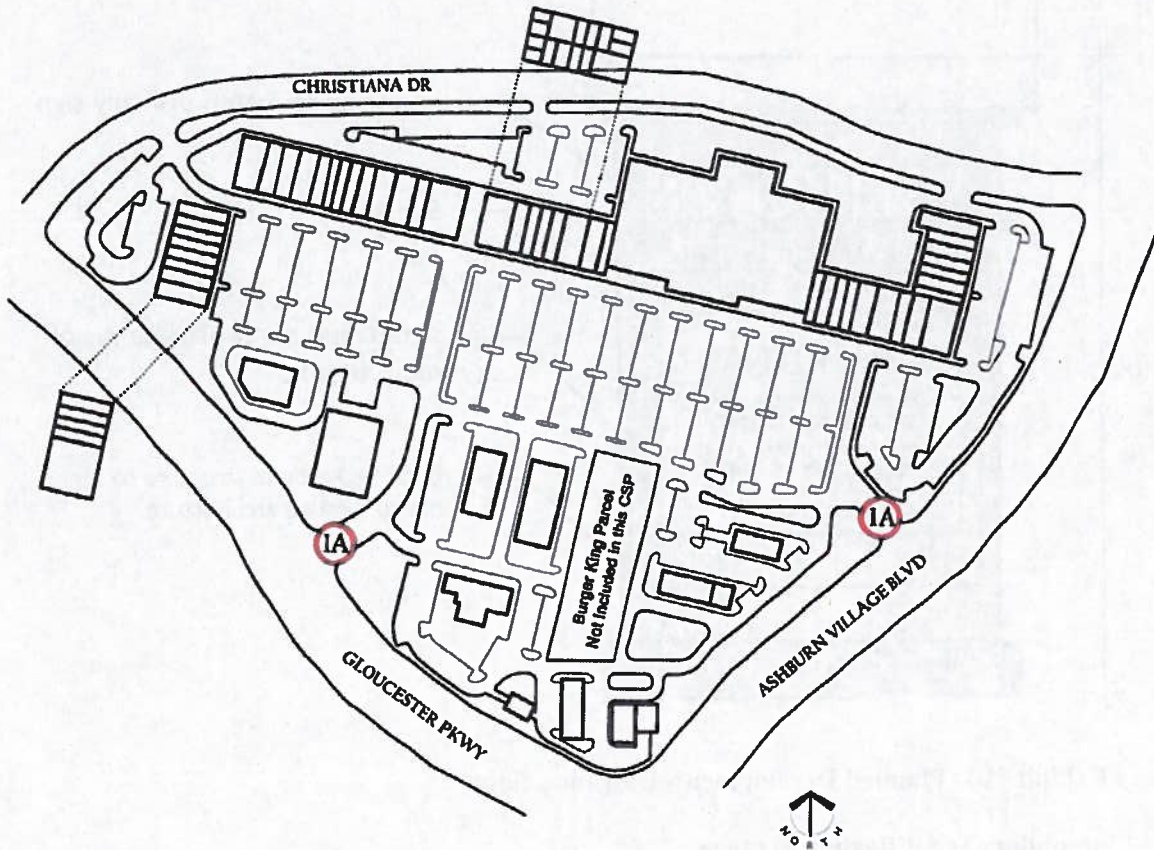 CHRISTIANA DR
1A
1A
Burger King Parcel
Not Included in this CSP
GLOUCESTER PKWY
ASHBURN VILLAGE BLVD
NORTH